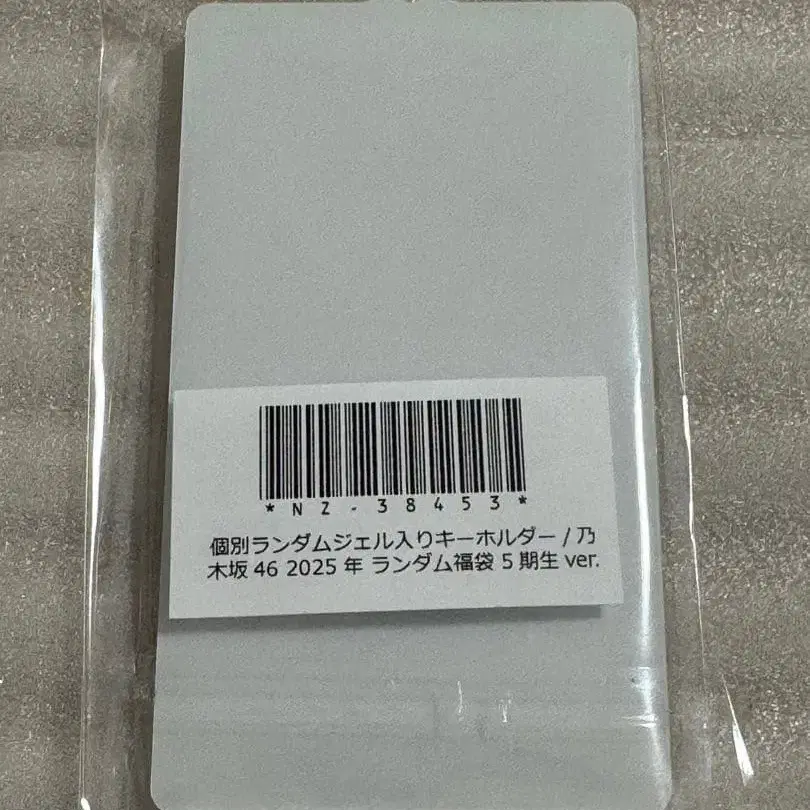 *NZ-38453*
個別ランダムジェル入りキーホルダー / 乃
木坂 46 2025 年 ランダム福袋 5 期生 ver.